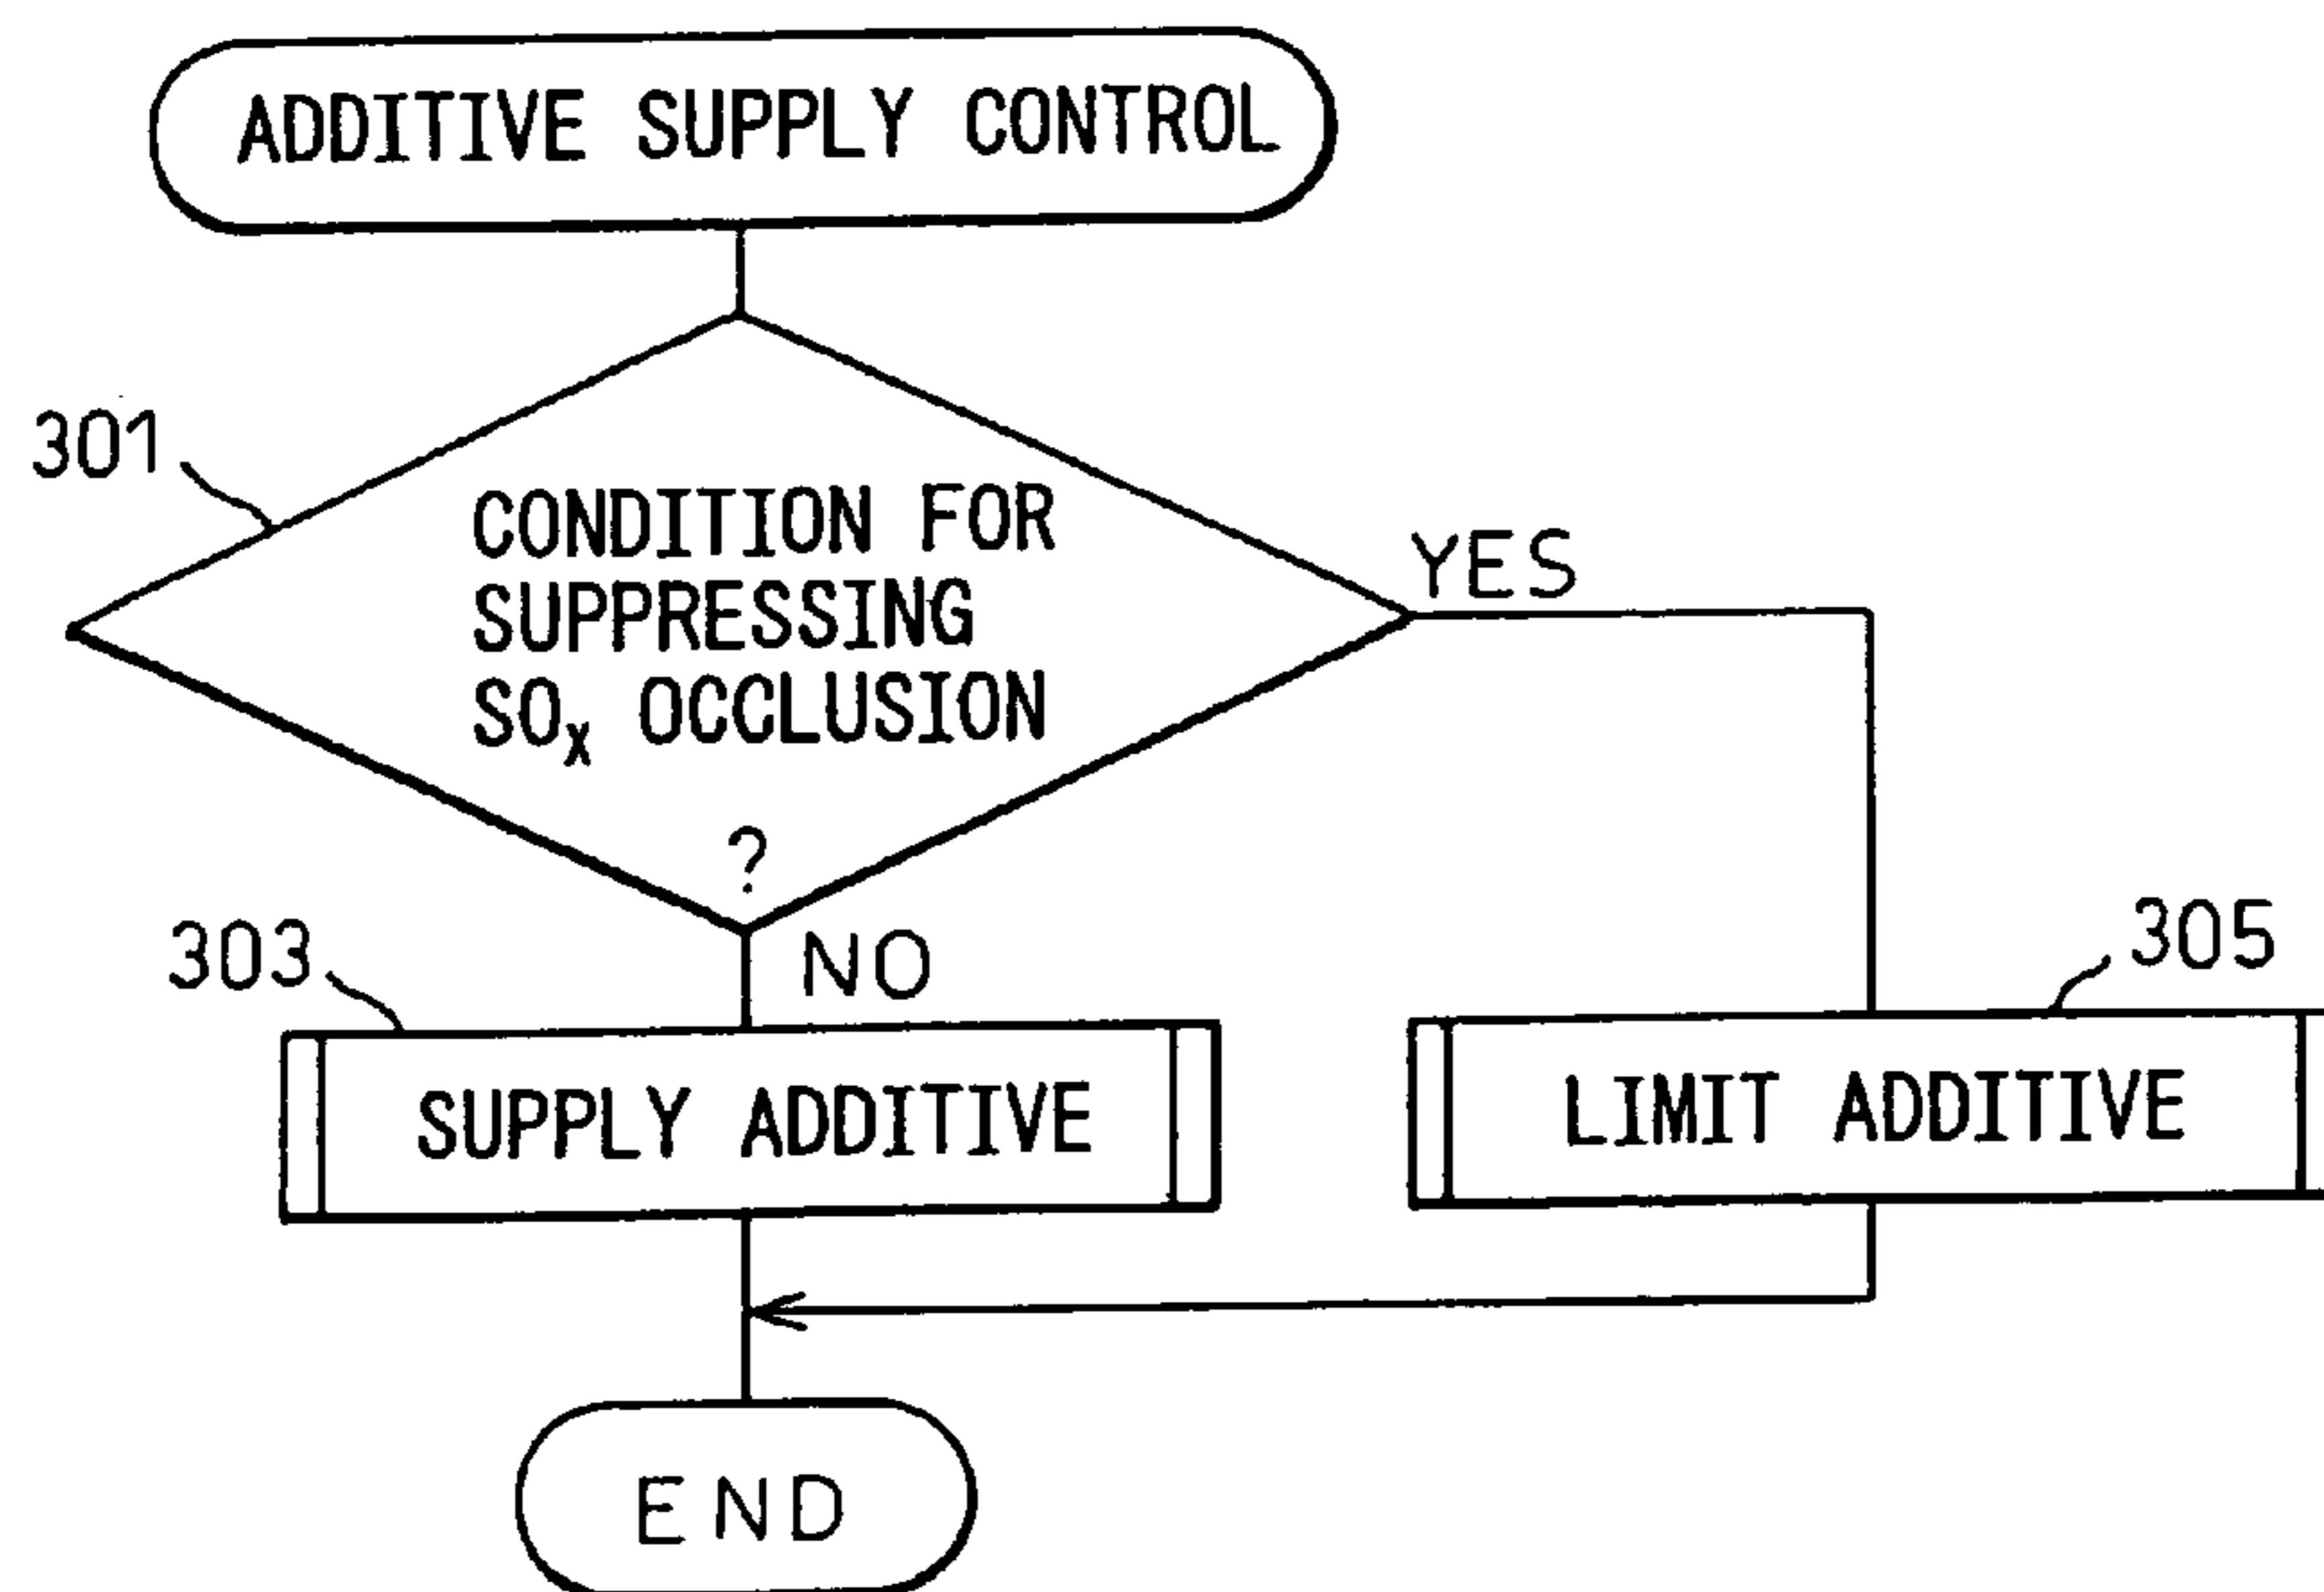 ADDITIVE SUPPLY CONTROL
301
CONDITION FOR
SUPPRESSING
SOx OCCLUSION
?
YES
NO
303
305
SUPPLY ADDITIVE
LIMIT ADDITIVE
END